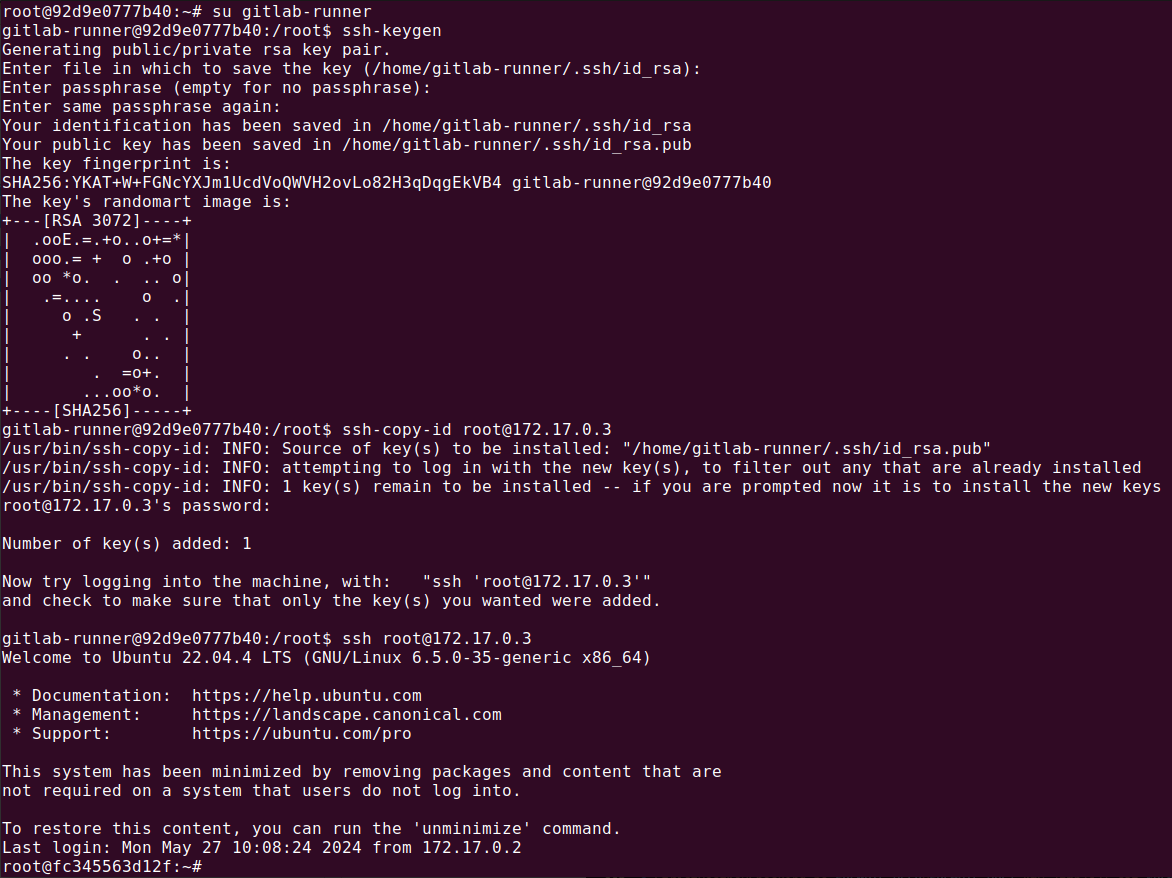 root@92d9e0777b40:~# su gitlab-runner
gitlab-runner@92d9e0777b40:/root$ ssh-keygen
Generating public/private rsa key pair.
Enter file in which to save the key (/home/gitlab-runner/.ssh/id_rsa):
Enter passphrase (empty for no passphrase):
Enter same passphrase again:
Your identification has been saved in /home/gitlab-runner/.ssh/id_rsa
Your public key has been saved in /home/gitlab-runner/.ssh/id_rsa.pub
The key fingerprint is:
SHA256:YKAT+W+FGNcYXJm1UcdVoQWVH2ovLo82H3qDqgEkVB4 gitlab-runner@92d9e0777b40
The key's randomart image is:
+---[RSA 3072]----+
|  .ooE.=.+o..o+=*|
|  ooo.= +  o .+o |
|  oo *o.  .  .. o|
|   .=....    o  .|
|     o .S   . .  |
|      +      . . |
|     . .    o..  |
|        .  =o+.  |
|       ...oo*o.  |
+----[SHA256]-----+
gitlab-runner@92d9e0777b40:/root$ ssh-copy-id root@172.17.0.3
/usr/bin/ssh-copy-id: INFO: Source of key(s) to be installed: "/home/gitlab-runner/.ssh/id_rsa.pub"
/usr/bin/ssh-copy-id: INFO: attempting to log in with the new key(s), to filter out any that are already installed
/usr/bin/ssh-copy-id: INFO: 1 key(s) remain to be installed -- if you are prompted now it is to install the new keys
root@172.17.0.3's password:

Number of key(s) added: 1

Now try logging into the machine, with:   "ssh 'root@172.17.0.3'"
and check to make sure that only the key(s) you wanted were added.

gitlab-runner@92d9e0777b40:/root$ ssh root@172.17.0.3
Welcome to Ubuntu 22.04.4 LTS (GNU/Linux 6.5.0-35-generic x86_64)

 * Documentation:  https://help.ubuntu.com
 * Management:     https://landscape.canonical.com
 * Support:        https://ubuntu.com/pro

This system has been minimized by removing packages and content that are
not required on a system that users do not log into.

To restore this content, you can run the 'unminimize' command.
Last login: Mon May 27 10:08:24 2024 from 172.17.0.2
root@fc345563d12f:~#